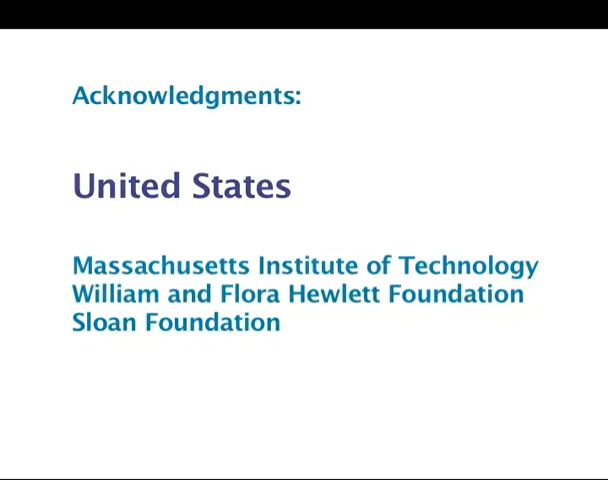 Acknowledgments:
United States
Massachusetts Institute of Technology
William and Flora Hewlett Foundation
Sloan Foundation